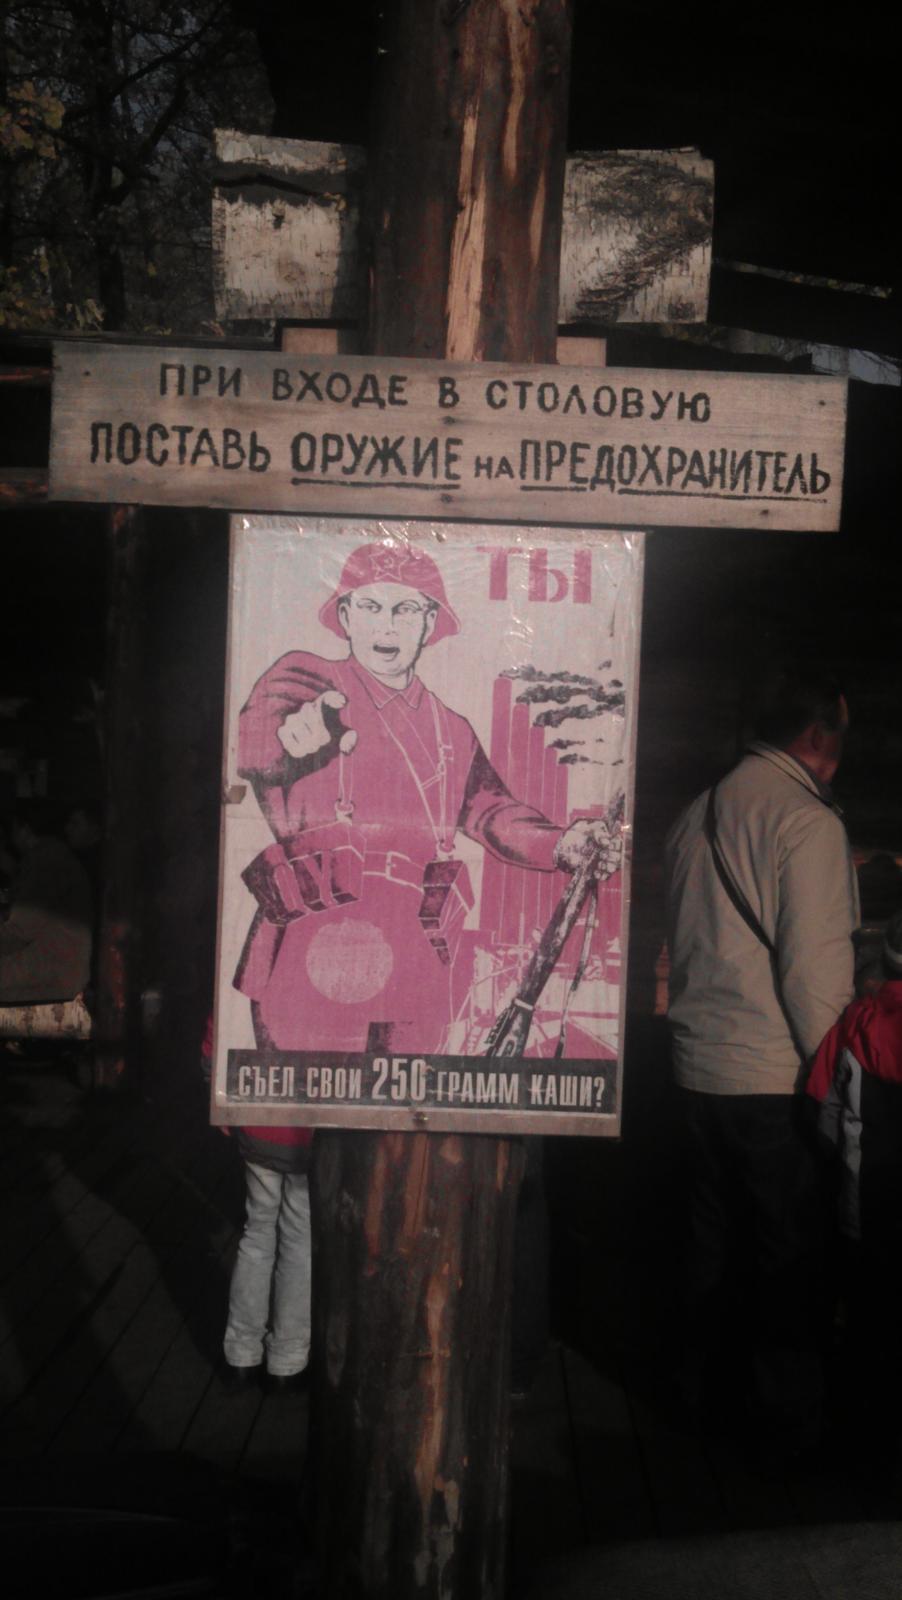 ПРИ ВХОДЕ В СТОЛОВУЮ
ПОСТАВЬ ОРУЖИЕ НА ПРЕДОХРАНИТЕЛЬ
ТЫ
СЪЕЛ СВОИ 250 ГРАММ КАШИ?